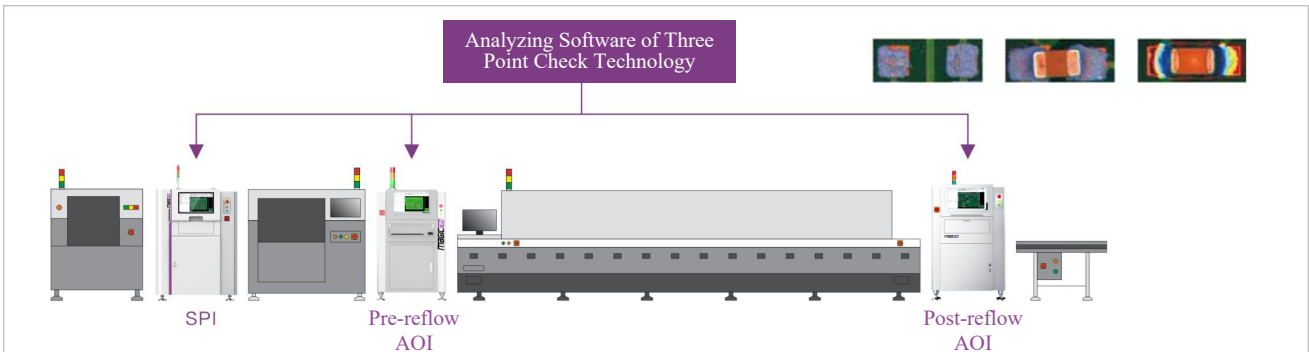 Analyzing Software of Three
Point Check Technology
SPI
Pre-reflow
AOI
Post-reflow
AOI